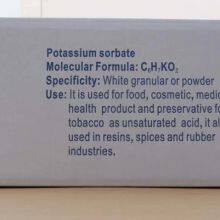 Potassium sorbate
Molecular Formula: C₆H₇KO₂
Specificity: White granular or powder
Use: It is used for food, cosmetic, medic
health product and preservative fo
tobacco as unsaturated acid, it al
used in resins, spices and rubber
industries.